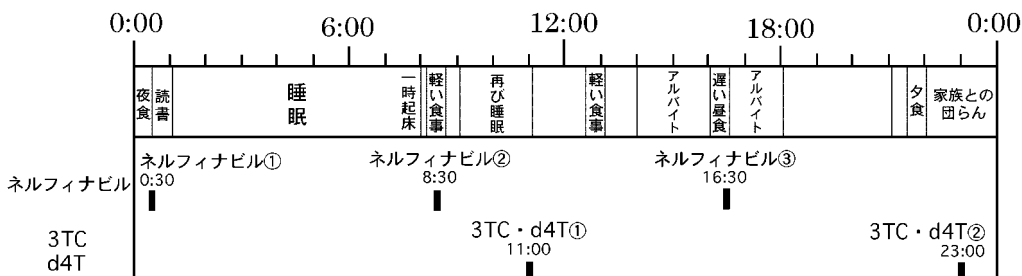 0:00 6:00 12:00 18:00 0:00
夜食
読書
睡眠
一時起床
軽い食事
再び睡眠
軽い食事
アルバイト
遅い昼食
アルバイト
夕食
家族との
団らん
ネルフィナビル① ネルフィナビル② ネルフィナビル③
ネルフィナビル 0:30 8:30 16:30
3TC・d4T① 3TC・d4T②
3TC 11:00 23:00
d4T